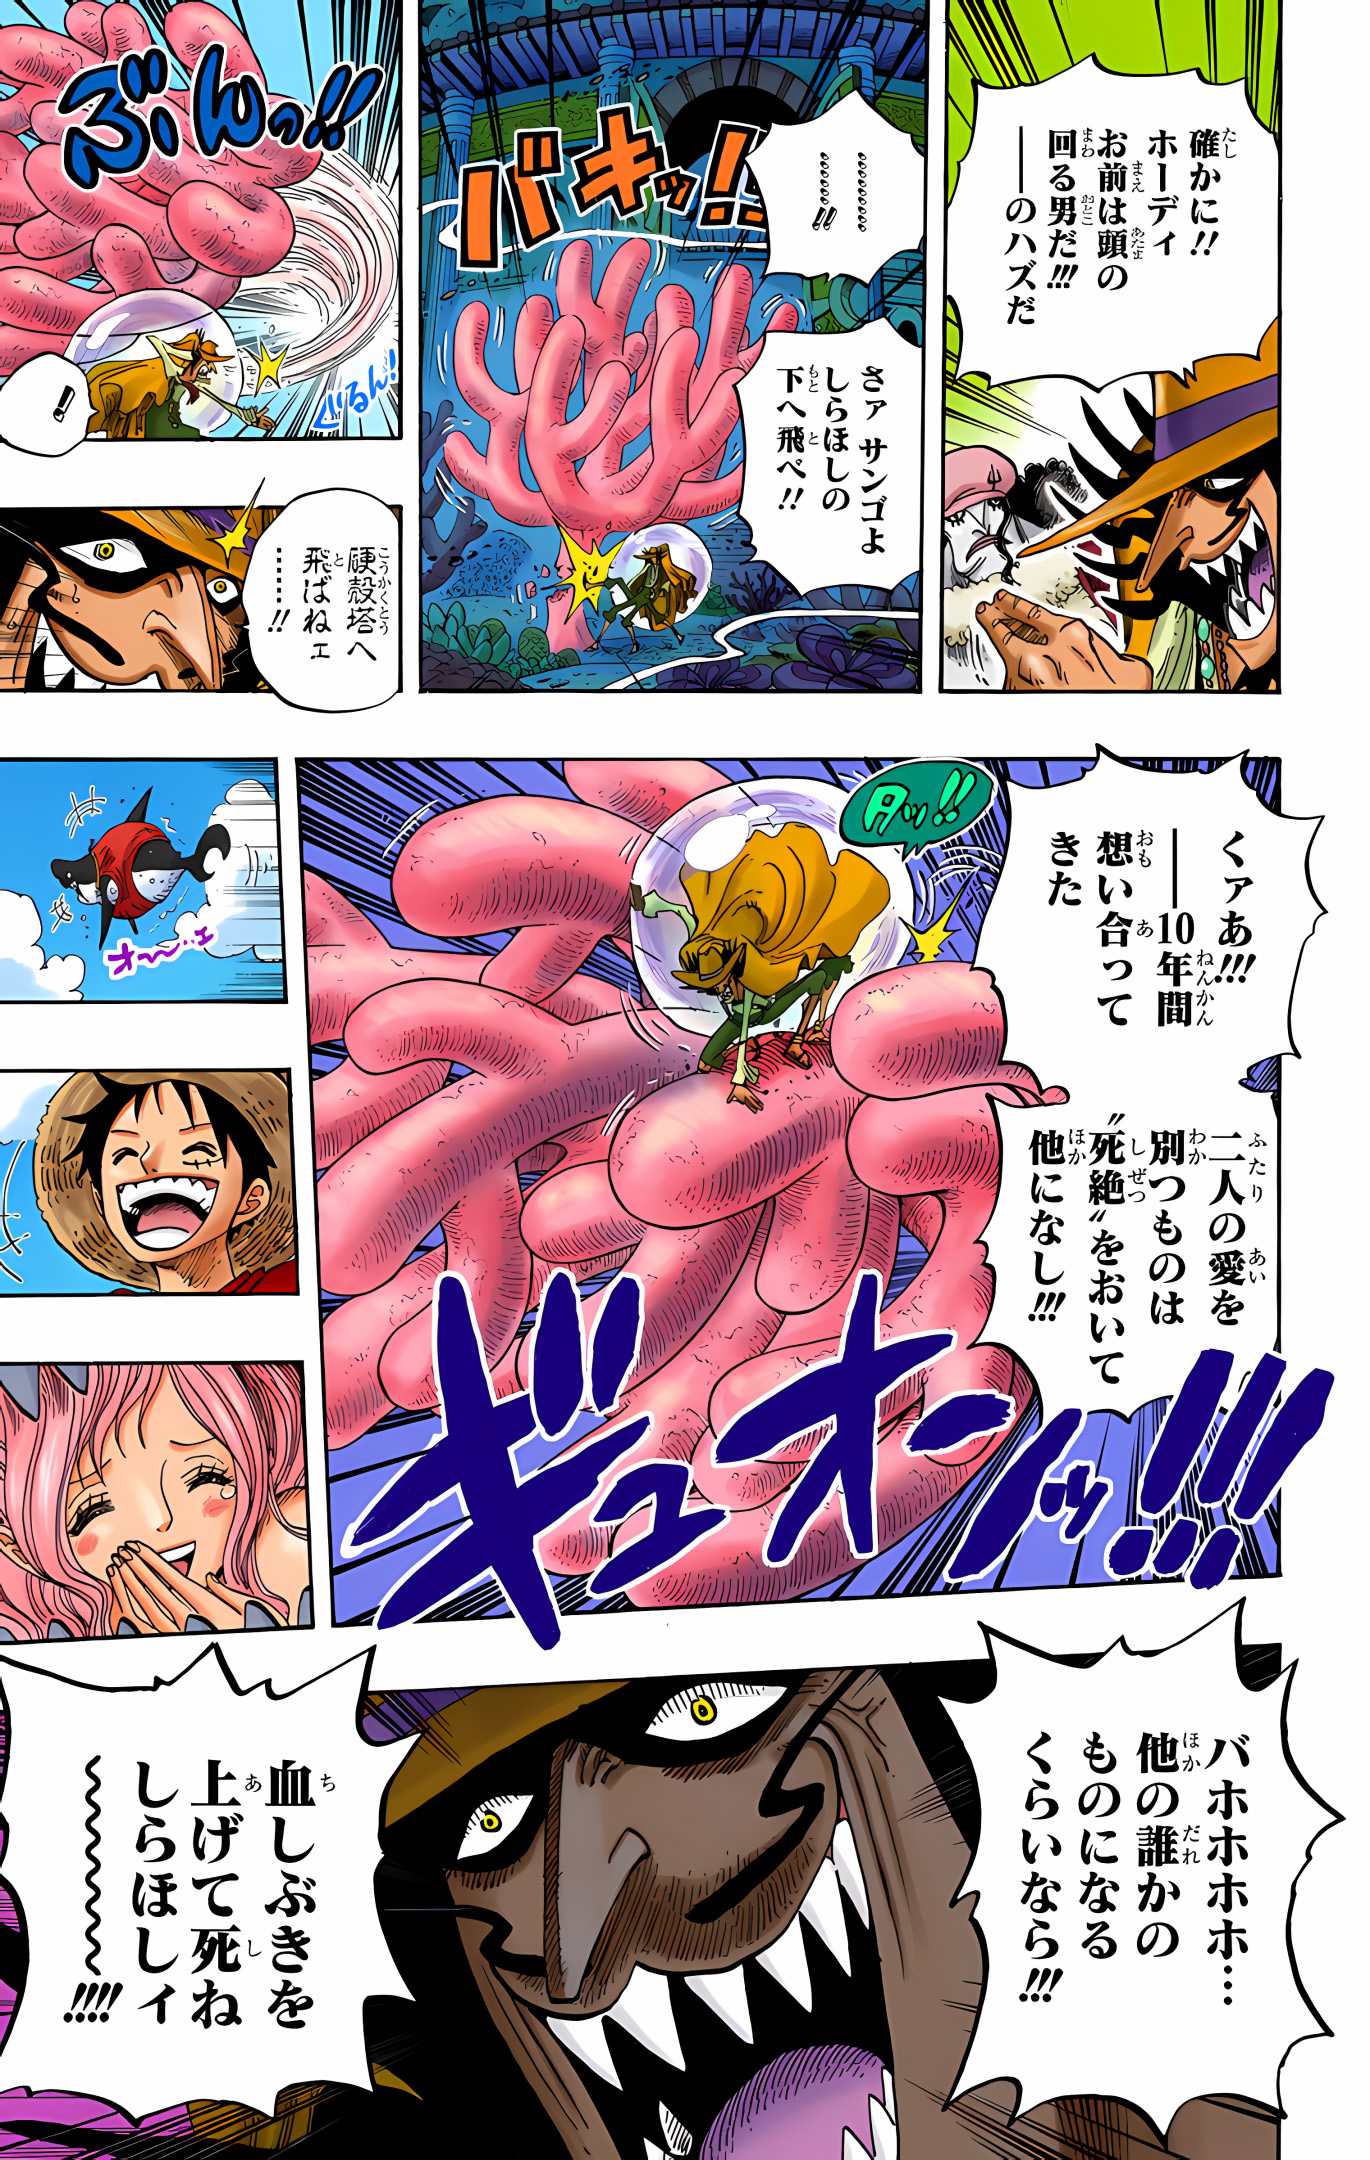 確かに!!
ホーディ
お前は頭の
回る男だ!!!
──のハズだ
………………
…………!!
さァ サンゴよ
しらほしの
下へ飛べ!!
バキッ!!
ぶんっ!!
ぶるん!
!
硬殻塔へ
飛ばねェ
……!!
くァあ!!!
──10年間
想い合って
きた
二人の愛を
別つものは
〝死絶〟をおいて
他になし!!!
タッ!!
ギュオンッ!!!
オ〜〜ェ
バホホホホ…
他の誰かの
ものになる
くらいなら!!!
血しぶきを
上げて死ね
しらほしィ
〜〜〜〜!!!!